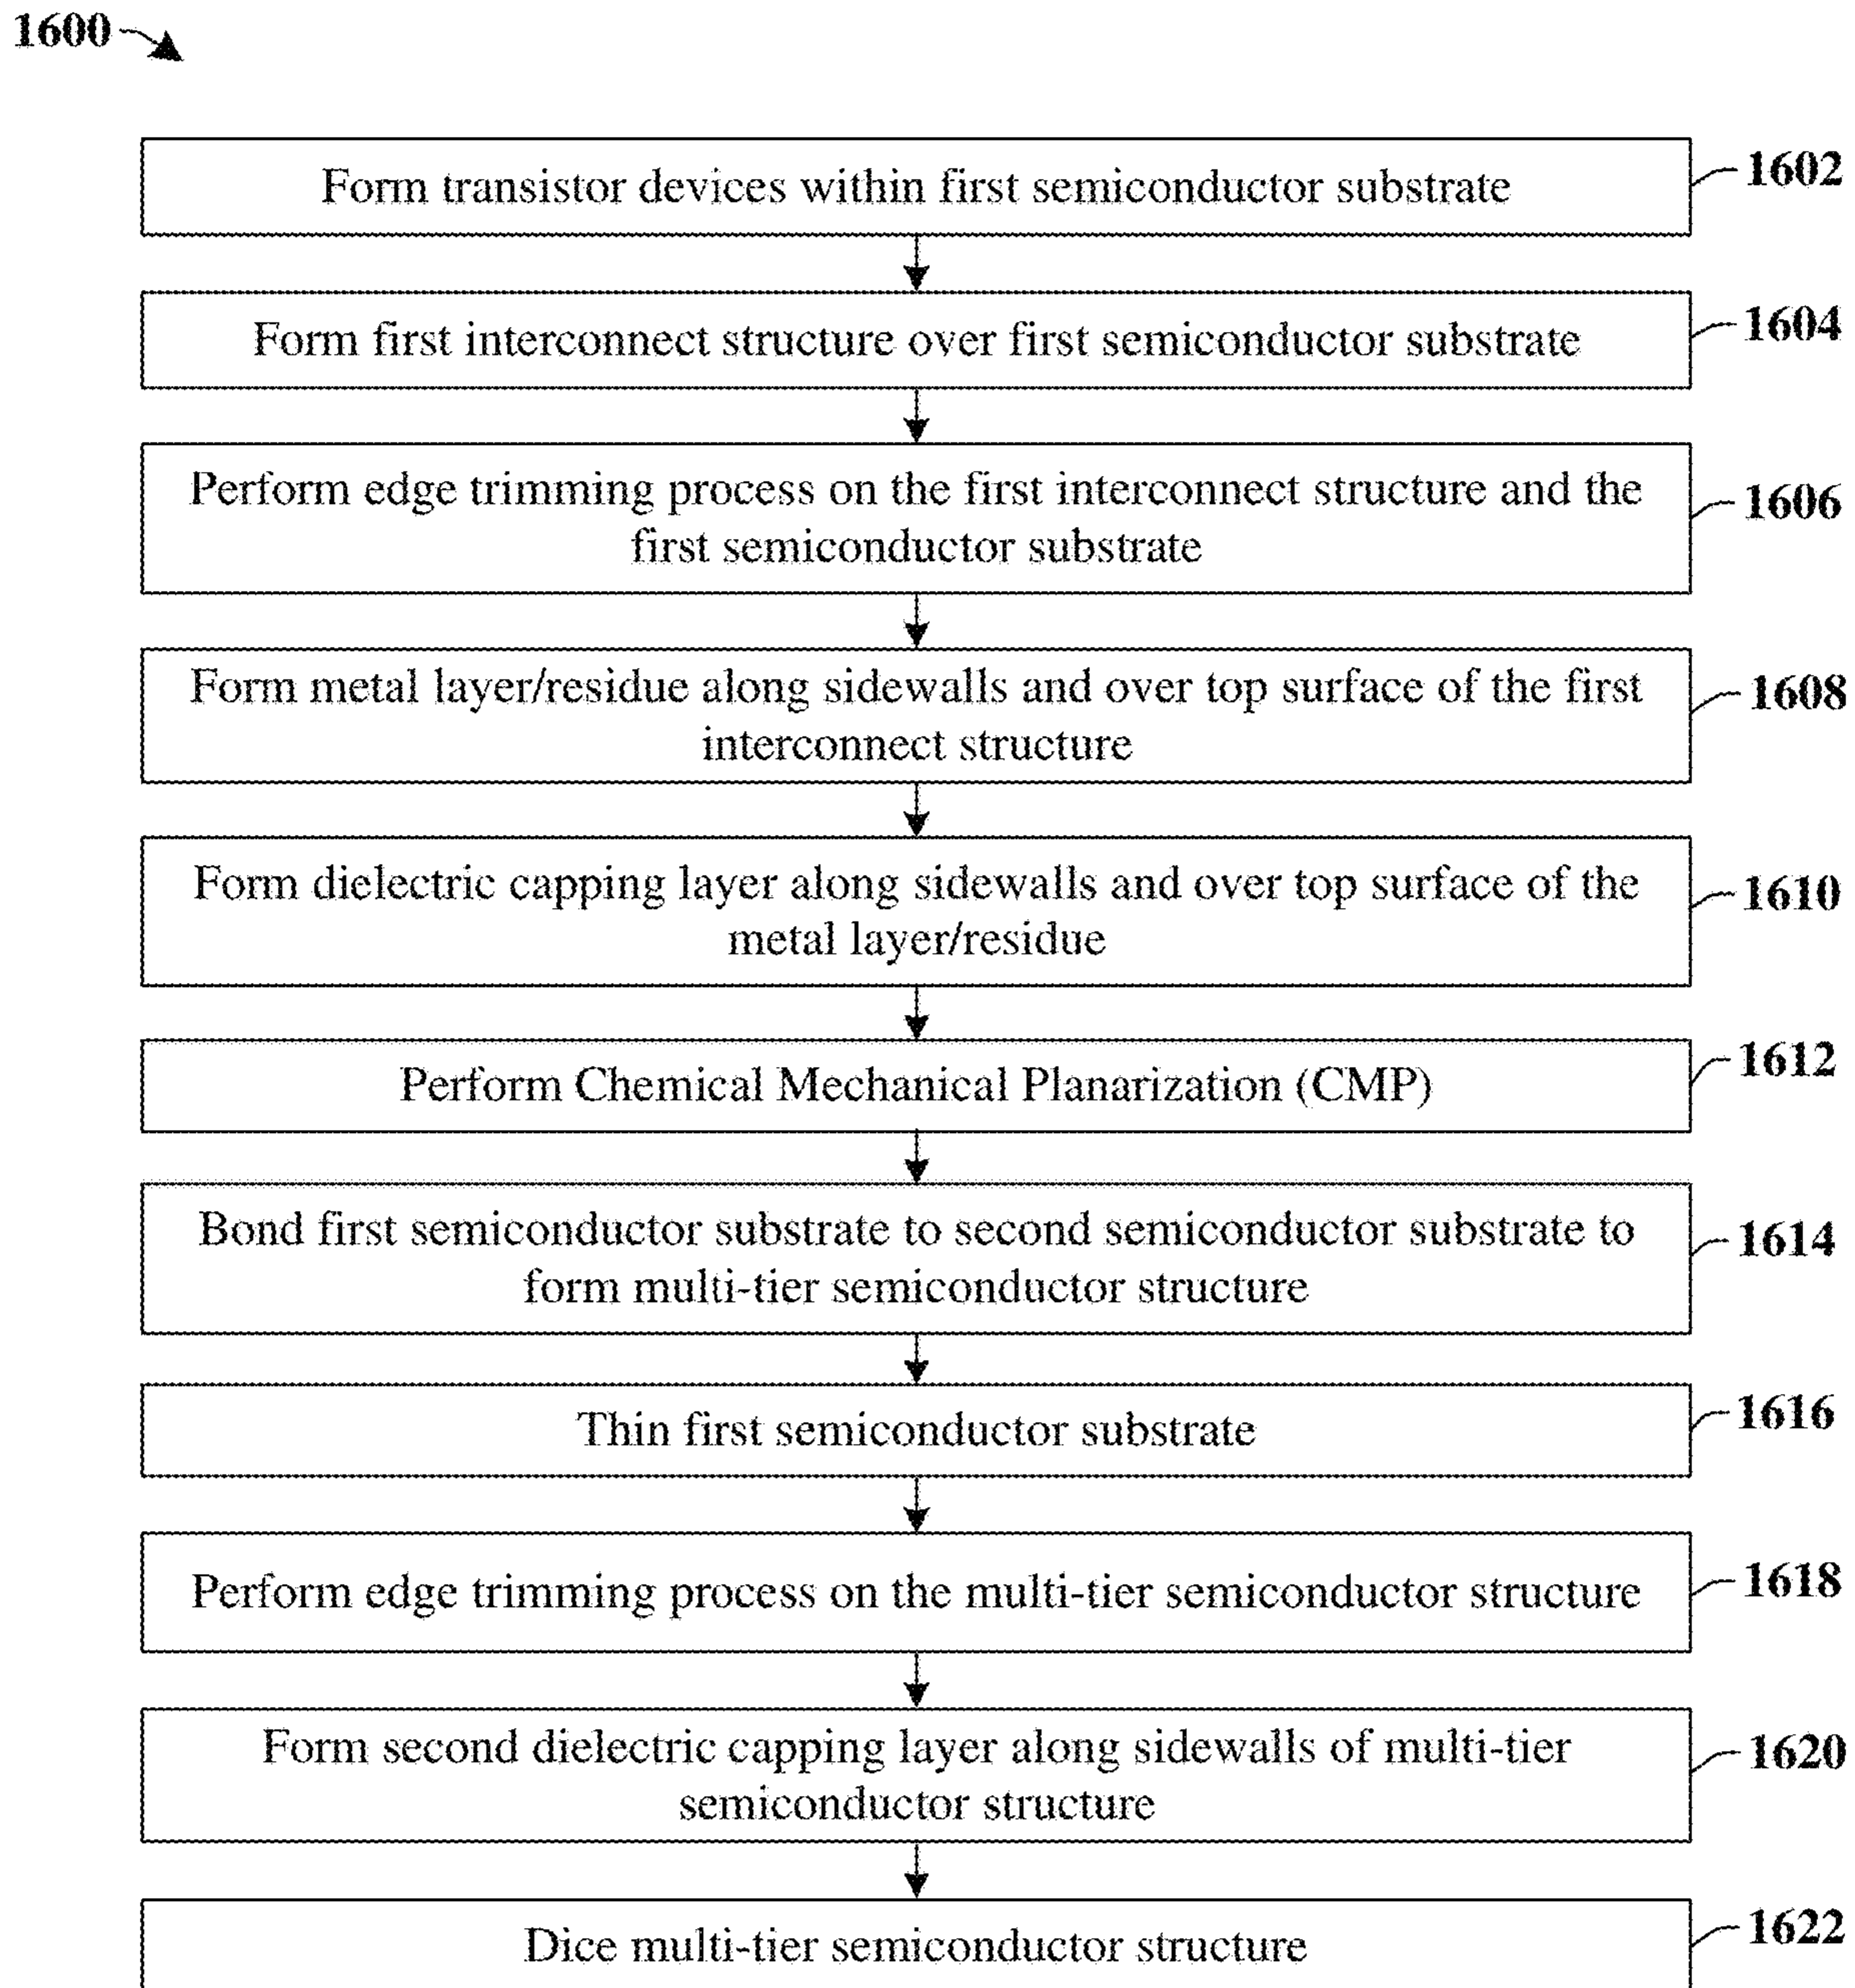 1600
Form transistor devices within first semiconductor substrate
1602
Form first interconnect structure over first semiconductor substrate
1604
Perform edge trimming process on the first interconnect structure and the
first semiconductor substrate
1606
Form metal layer/residue along sidewalls and over top surface of the first
interconnect structure
1608
Form dielectric capping layer along sidewalls and over top surface of the
metal layer/residue
1610
Perform Chemical Mechanical Planarization (CMP)
1612
Bond first semiconductor substrate to second semiconductor substrate to
form multi-tier semiconductor structure
1614
Thin first semiconductor substrate
1616
Perform edge trimming process on the multi-tier semiconductor structure
1618
Form second dielectric capping layer along sidewalls of multi-tier
semiconductor structure
1620
Dice multi-tier semiconductor structure
1622